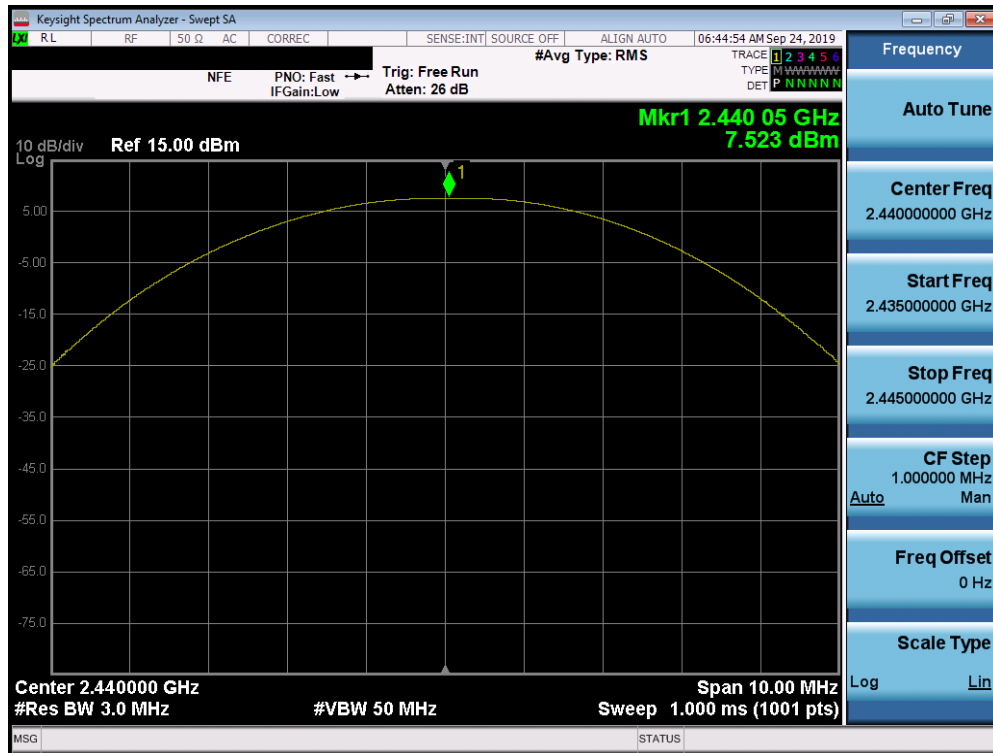 Keysight Spectrum Analyzer - Swept SA
LXI RL RF 50 Ω AC CORREC SENSE:INT SOURCE OFF ALIGN AUTO 06:44:54 AM Sep 24, 2019
#Avg Type: RMS
TRACE 1 2 3 4 5 6
TYPE M W W W W W
DET P N N N N N
NFE PNO: Fast Trig: Free Run
IFGain:Low Atten: 26 dB
Mkr1 2.440 05 GHz
7.523 dBm
10 dB/div Ref 15.00 dBm
Log
1
5.00
-5.00
-15.0
-25.0
-35.0
-45.0
-55.0
-65.0
-75.0
Center 2.440000 GHz Span 10.00 MHz
#Res BW 3.0 MHz #VBW 50 MHz Sweep 1.000 ms (1001 pts)
MSG STATUS
Frequency
Auto Tune
Center Freq
2.440000000 GHz
Start Freq
2.435000000 GHz
Stop Freq
2.445000000 GHz
CF Step
1.000000 MHz
Auto Man
Freq Offset
0 Hz
Scale Type
Log Lin